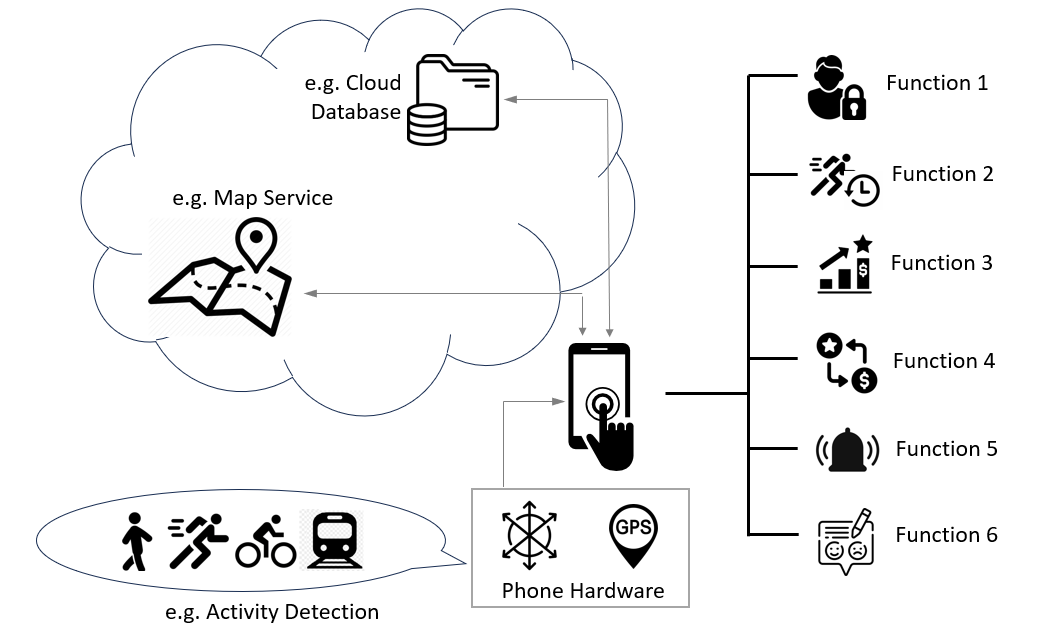 e.g. Cloud
Database
e.g. Map Service
Function 1
Function 2
Function 3
$
Function 4
$
Function 5
Function 6
GPS
Phone Hardware
e.g. Activity Detection